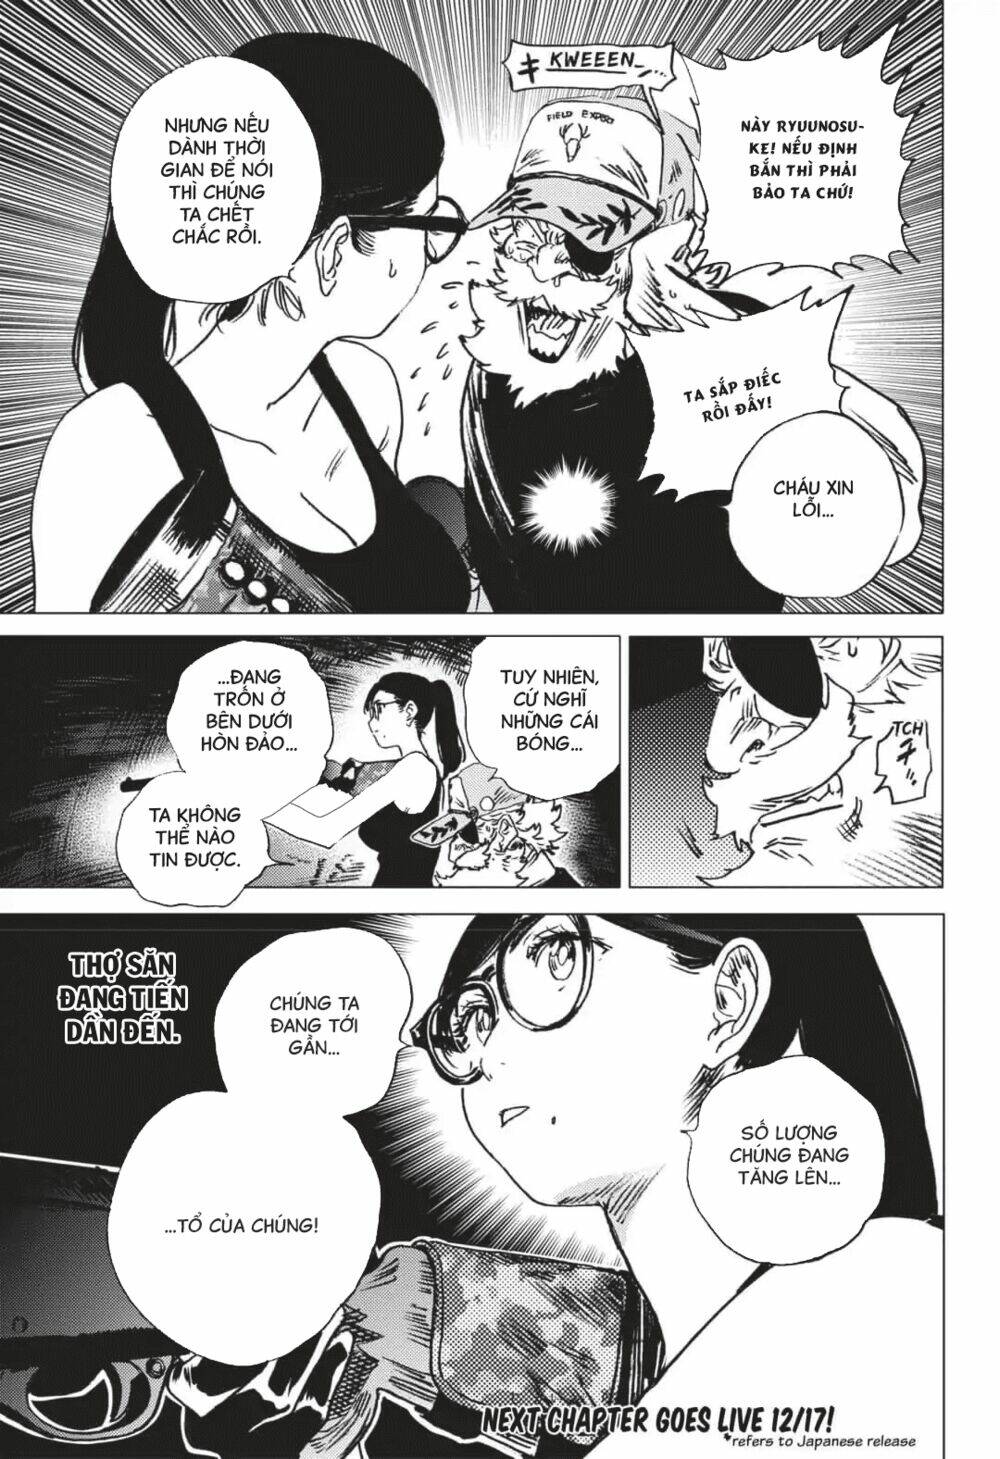 キ KWEEEN
FIELD EXPERT
NÀY RYUUNOSU-
KE! NẾU ĐỊNH
BẮN THÌ PHẢI
BẢO TA CHỨ!
TA SẮP ĐIẾC
RỒI ĐẤY!
CHÁU XIN
LỖI...
NHƯNG NẾU
DÀNH THỜI
GIAN ĐỂ NÓI
THÌ CHÚNG
TA CHẾT
CHẮC RỒI.
TCH
TUY NHIÊN,
CỨ NGHĨ
NHỮNG CÁI
BÓNG...
...ĐANG
TRỐN Ở
BÊN DƯỚI
HÒN ĐẢO...
TA KHÔNG
THỂ NÀO
TIN ĐƯỢC.
SỐ LƯỢNG
CHÚNG ĐANG
TĂNG LÊN...
CHÚNG TA
ĐANG TỚI
GẦN...
...TỔ CỦA CHÚNG!
THỢ SĂN
ĐANG TIẾN
DẦN ĐẾN.
NEXT CHAPTER GOES LIVE 12/17!
*refers to Japanese release